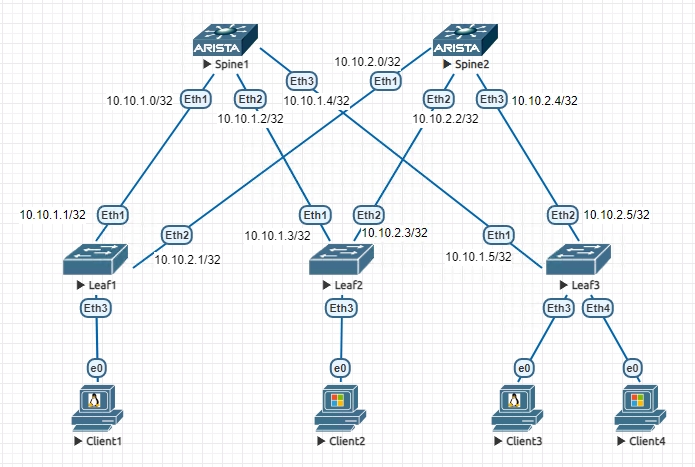 ARISTA
ARISTA
Spine1
Spine2
10.10.2.0/32
Eth3
Eth1
10.10.1.0/32
Eth1
Eth2
10.10.1.4/32
Eth2
Eth3
10.10.2.4/32
10.10.1.2/32
10.10.2.2/32
10.10.1.1/32
Eth1
Eth1
Eth2
Eth2
10.10.2.5/32
Eth2
10.10.1.3/32
10.10.2.3/32
Eth1
10.10.2.1/32
10.10.1.5/32
Leaf1
Leaf2
Leaf3
Eth3
Eth3
Eth3
Eth4
e0
e0
e0
e0
Client1
Client2
Client3
Client4